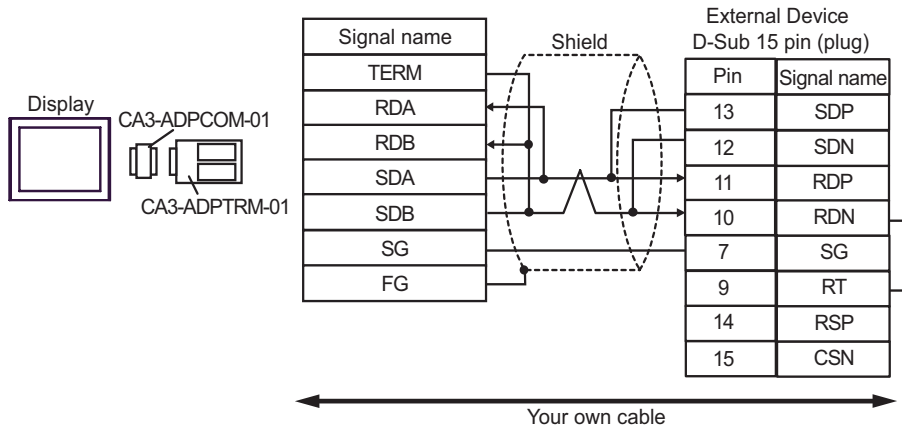 Display
CA3-ADPCOM-01
CA3-ADPTRM-01
Signal name
TERM
RDA
RDB
SDA
SDB
SG
FG
Shield
External Device
D-Sub 15 pin (plug)
Pin Signal name
13 SDP
12 SDN
11 RDP
10 RDN
7 SG
9 RT
14 RSP
15 CSN
Your own cable